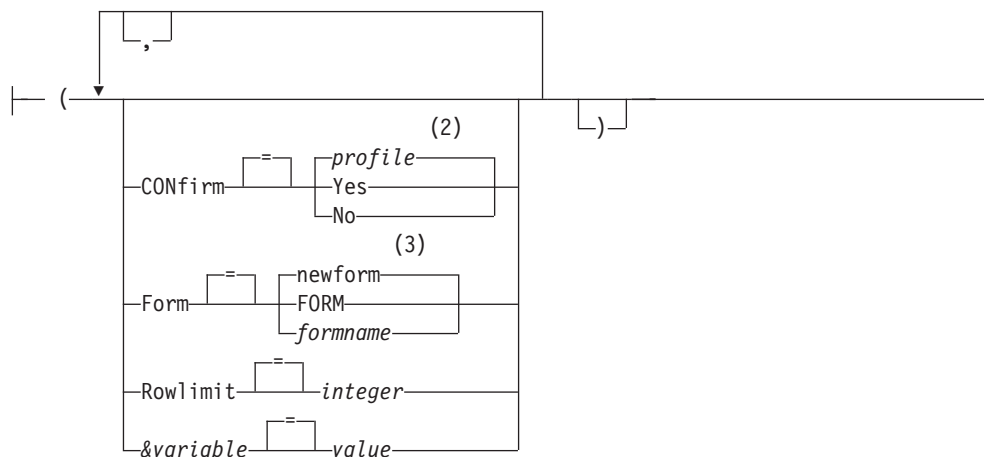 ,
(
)
(2)
=
profile
CONfirm
Yes
No
(3)
=
newform
Form
FORM
formname
=
Rowlimit
integer
=
&variable
value